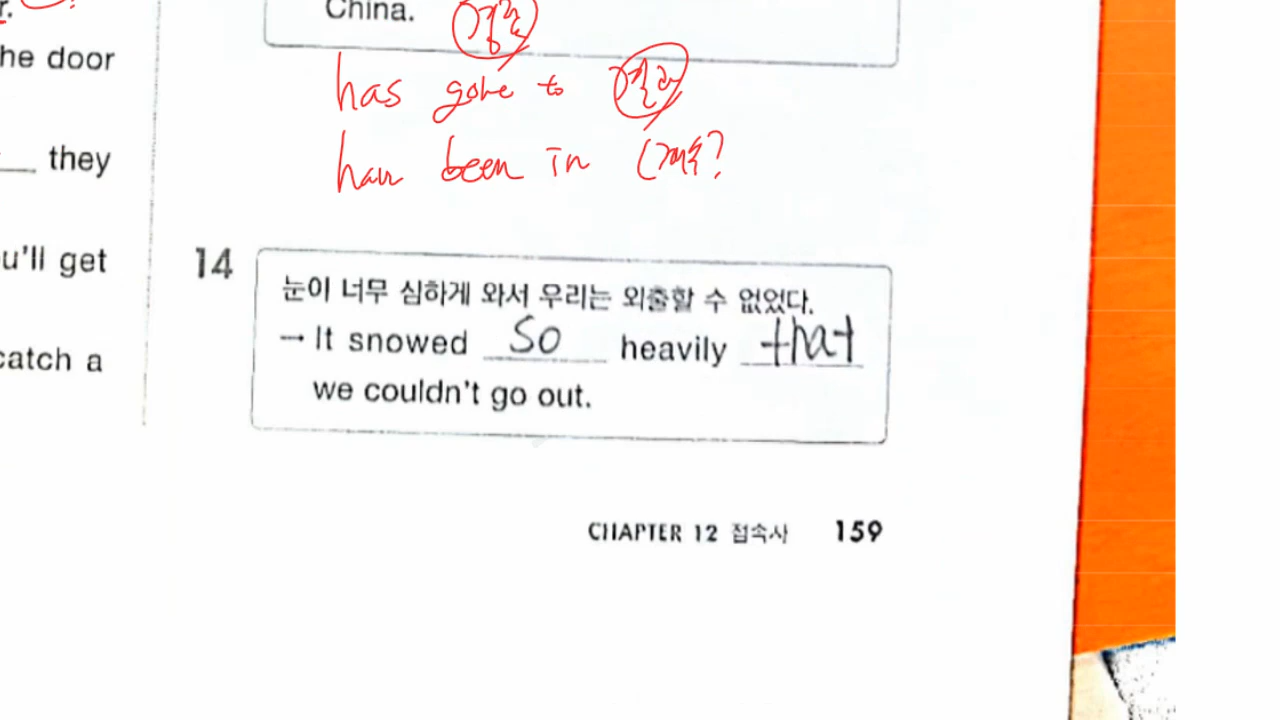 r.
China. 경험
he door
has gone to 결과
they
have been in (계속?
u'll get
14
눈이 너무 심하게 와서 우리는 외출할 수 없었다.
→ It snowed so heavily that
catch a
we couldn't go out.
CHAPTER 12 접속사 159